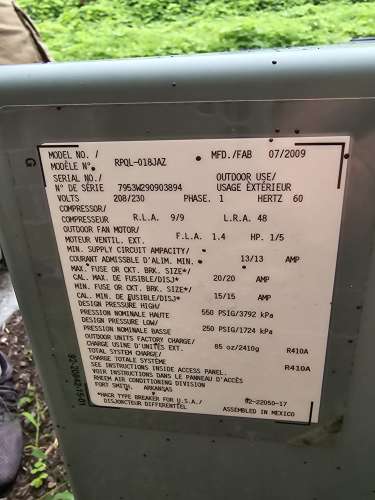 MODEL NO. / MFD./FAB 07/2009
MODÈLE N°. RPQL-018JAZ
SERIAL NO./ OUTDOOR USE/
N° DE SÉRIE 7953W290903894 USAGE EXTÉRIEUR
VOLTS 208/230 PHASE. 1 HERTZ 60
COMPRESSOR/
COMPRESSEUR R.L.A. 9/9 L.R.A. 48
OUTDOOR FAN MOTOR/
MOTEUR VENTIL. EXT. F.L.A. 1.4 HP. 1/5
MIN. SUPPLY CIRCUIT AMPACITY/
COURANT ADMISSBLE D'ALIM. MIN. 13/13 AMP
MAX. FUSE OR CKT. BRK. SIZE*/
CAL. MAX. DE FUSIBLE/DISJ* 20/20 AMP
MIN. FUSE OR CKT. BRK. SIZE*/
CAL. MIN. DE FUSIBLE/DISJ* 15/15 AMP
DESIGN PRESSURE HIGH/
PRESSION NOMINALE HAUTE 550 PSIG/3792 kPa
DESIGN PRESSURE LOW/
PRESSION NOMINALE BASSE 250 PSIG/1724 kPa
OUTDOOR UNITS FACTORY CHARGE/
CHARGE USINE D'UNITÉS EXT. 85 oz/2410g R410A
TOTAL SYSTEM CHARGE/
CHARGE TOTALE SYSTÈME R410A
SEE INSTRUCTIONS INSIDE ACCESS PANEL.
VOIR INSTRUCTIONS DANS LE PANNEAU D'ACCÈS
RHEEM AIR CONDITIONING DIVISION
FORT SMITH, ARKANSAS
*HACR TYPE BREAKER FOR U.S.A./ 92-22050-17
DISJONCTEUR DIFFERENTIEL ASSEMBLED IN MEXICO
G